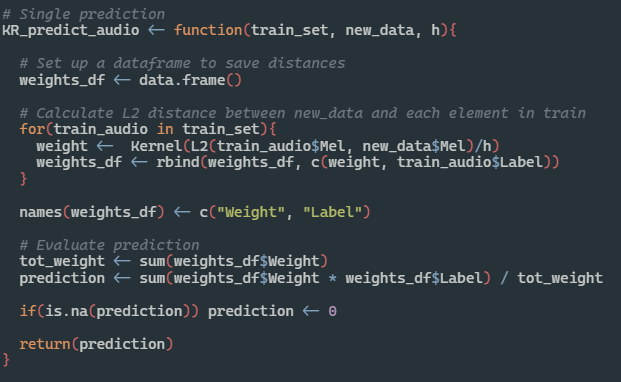 # Single prediction
KR_predict_audio <- function(train_set, new_data, h){
# Set up a dataframe to save distances
weights_df <- data.frame()
# Calculate L2 distance between new_data and each element in train
for(train_audio in train_set){
weight <- Kernel(L2(train_audio$Mel, new_data$Mel)/h)
weights_df <- rbind(weights_df, c(weight, train_audio$Label))
}
names(weights_df) <- c("Weight", "Label")
# Evaluate prediction
tot_weight <- sum(weights_df$Weight)
prediction <- sum(weights_df$Weight * weights_df$Label) / tot_weight
if(is.na(prediction)) prediction <- 0
return(prediction)
}